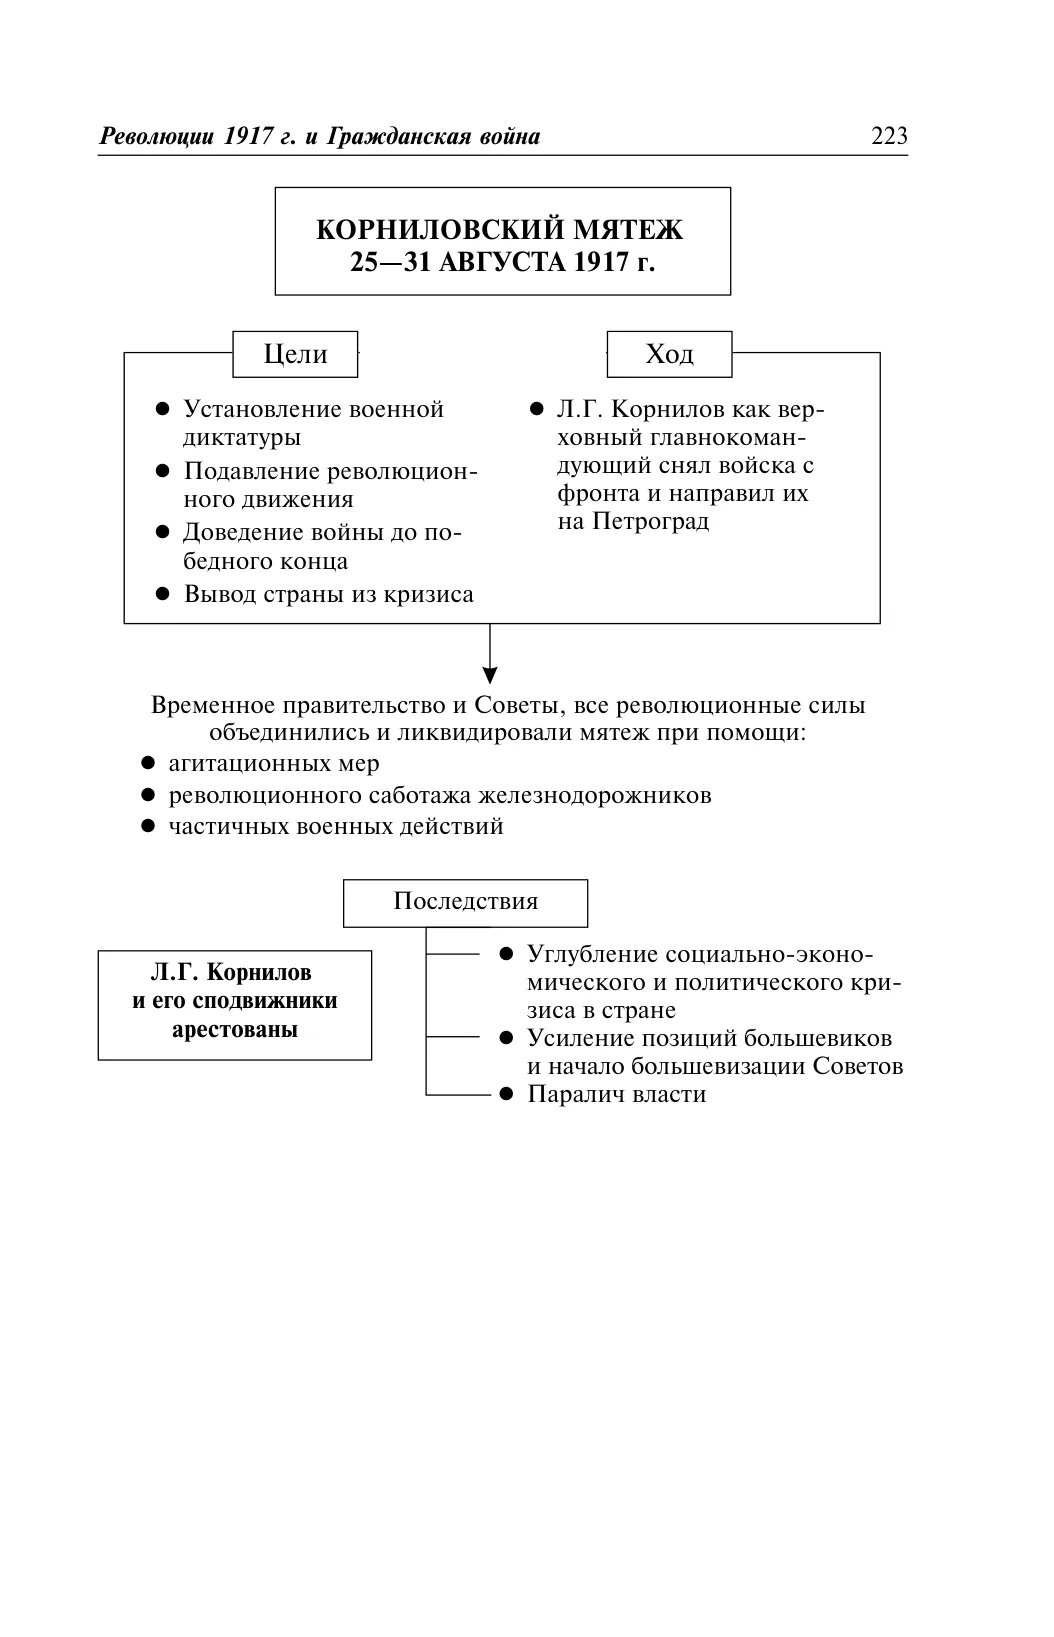 Революции 1917 г. и Гражданская война 223
КОРНИЛОВСКИЙ МЯТЕЖ
25—31 АВГУСТА 1917 г.
Цели
● Установление военной
диктатуры
● Подавление революцион-
ного движения
● Доведение войны до по-
бедного конца
● Вывод страны из кризиса
Ход
● Л.Г. Корнилов как вер-
ховный главнокоман-
дующий снял войска с
фронта и направил их
на Петроград
Временное правительство и Советы, все революционные силы
объединились и ликвидировали мятеж при помощи:
● агитационных мер
● революционного саботажа железнодорожников
● частичных военных действий
Последствия
Л.Г. Корнилов
и его сподвижники
арестованы
● Углубление социально-эконо-
мического и политического кри-
зиса в стране
● Усиление позиций большевиков
и начало большевизации Советов
● Паралич власти